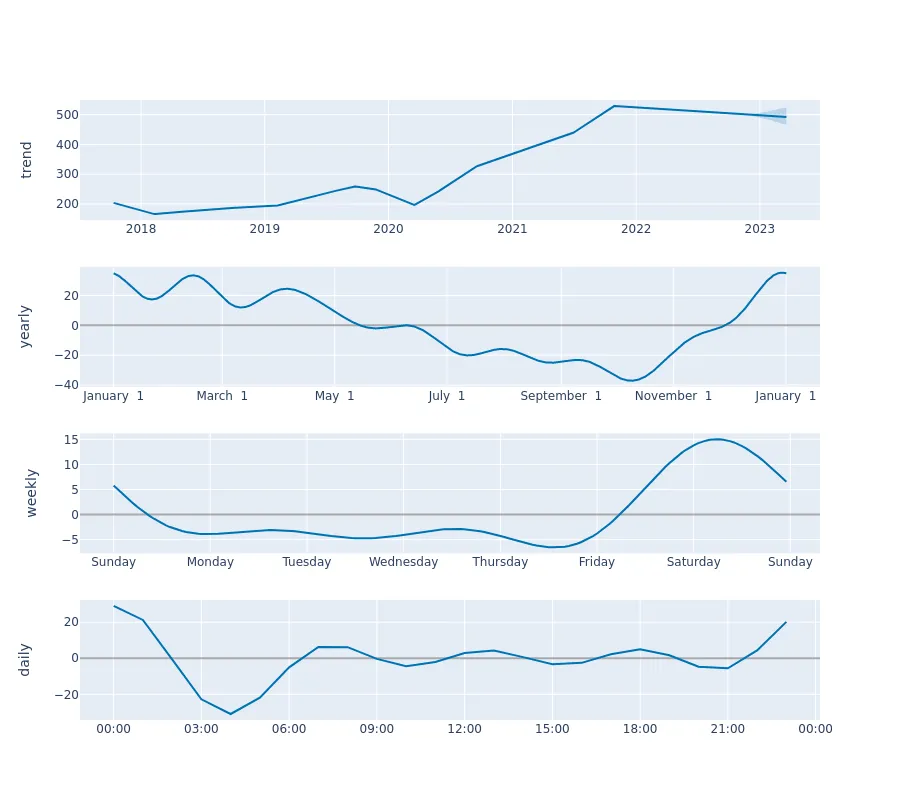 trend
500
400
300
200
2018 2019 2020 2021 2022 2023
yearly
20
0
−20
−40
January 1 March 1 May 1 July 1 September 1 November 1 January 1
weekly
15
10
5
0
−5
Sunday Monday Tuesday Wednesday Thursday Friday Saturday Sunday
daily
20
0
−20
00:00 03:00 06:00 09:00 12:00 15:00 18:00 21:00 00:00